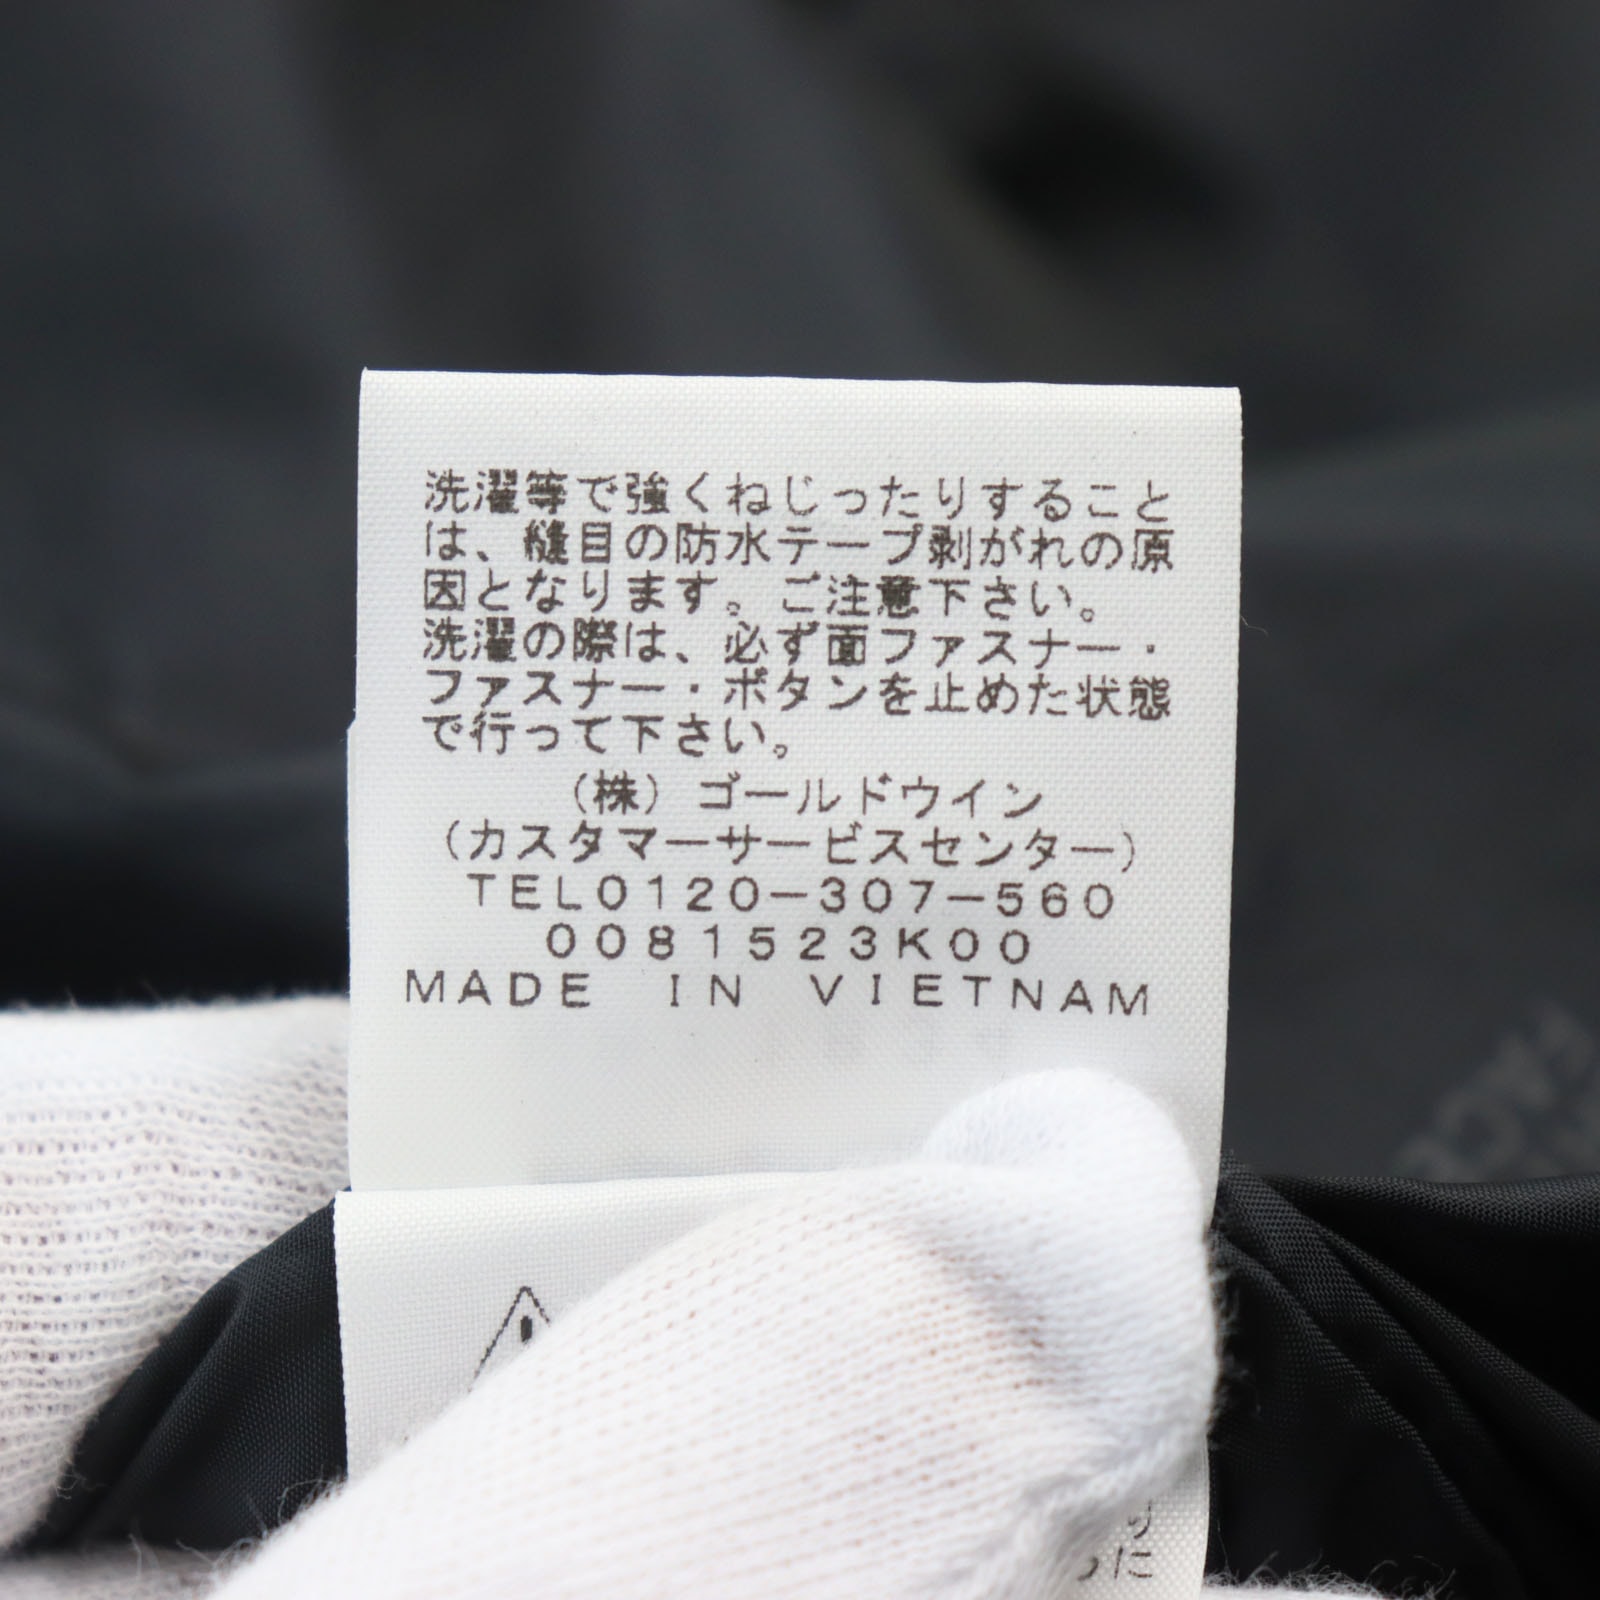 洗濯等で強くねじったりすること
は、縫目の防水テープ剥がれの原
因となります。ご注意下さい。
洗濯の際は、必ず面ファスナー・
ファスナー・ボタンを止めた状態
で行って下さい。
(株)ゴールドウイン
(カスタマーサービスセンター)
TEL0120-307-560
0081523K00
MADE IN VIETNAM
り
に